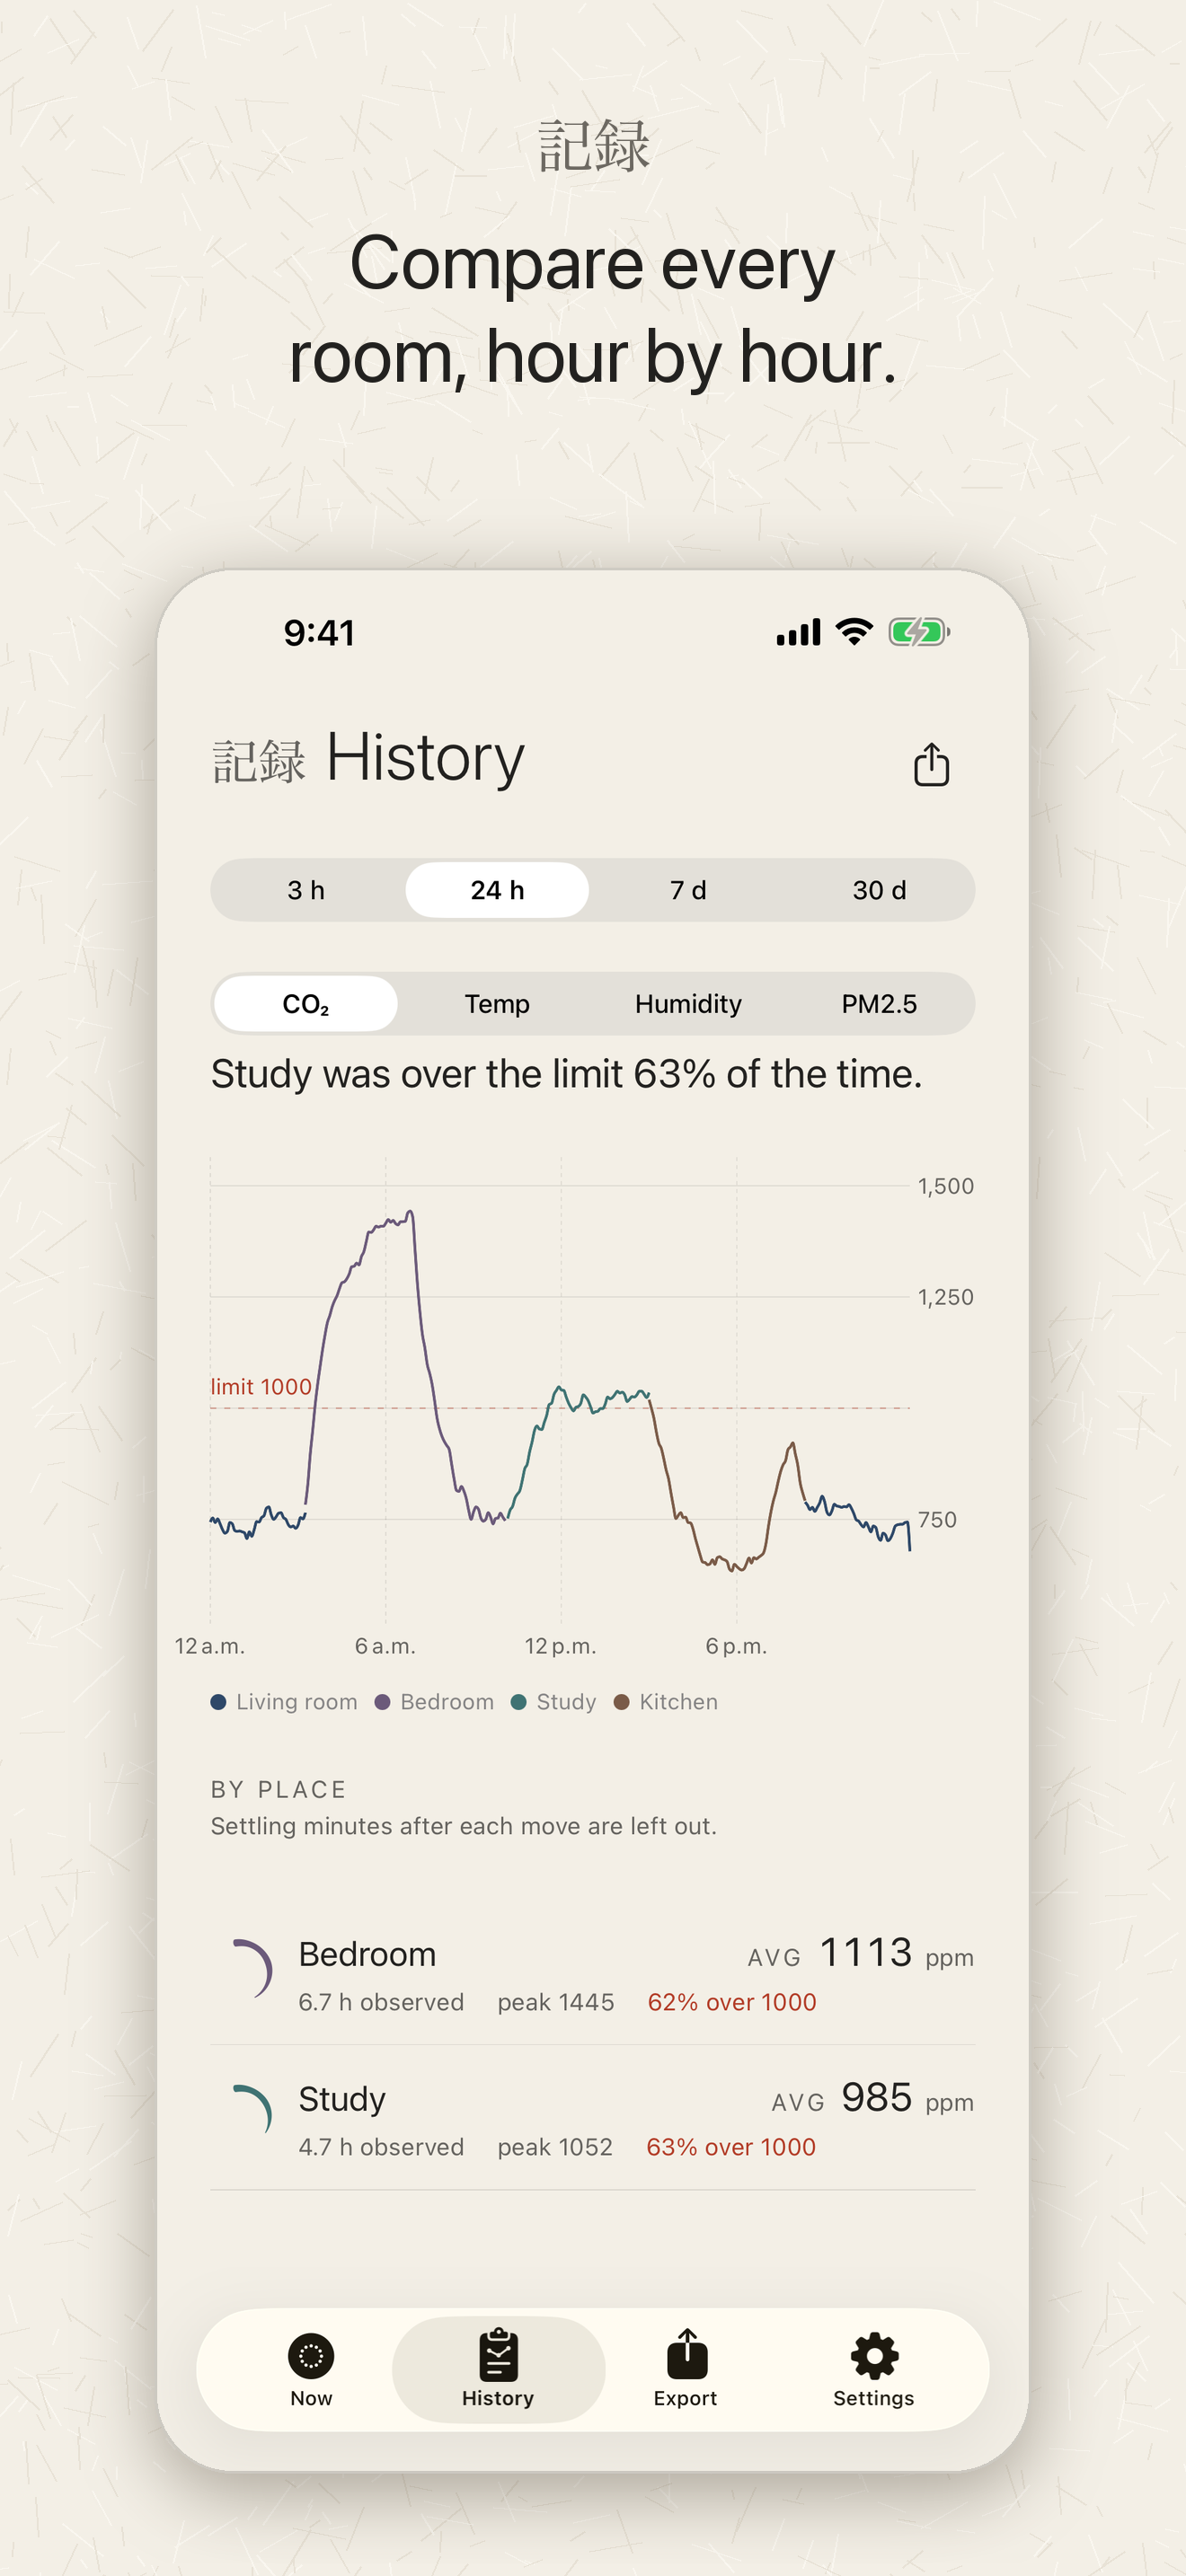 記録
Compare every
room, hour by hour.
9:41
記録 History
3 h 24 h 7 d 30 d
CO₂ Temp Humidity PM2.5
Study was over the limit 63% of the time.
1,500
1,250
limit 1000
750
12 a.m. 6 a.m. 12 p.m. 6 p.m.
Living room Bedroom Study Kitchen
BY PLACE
Settling minutes after each move are left out.
Bedroom AVG 1113 ppm
6.7 h observed peak 1445 62% over 1000
Study AVG 985 ppm
4.7 h observed peak 1052 63% over 1000
Now History Export Settings